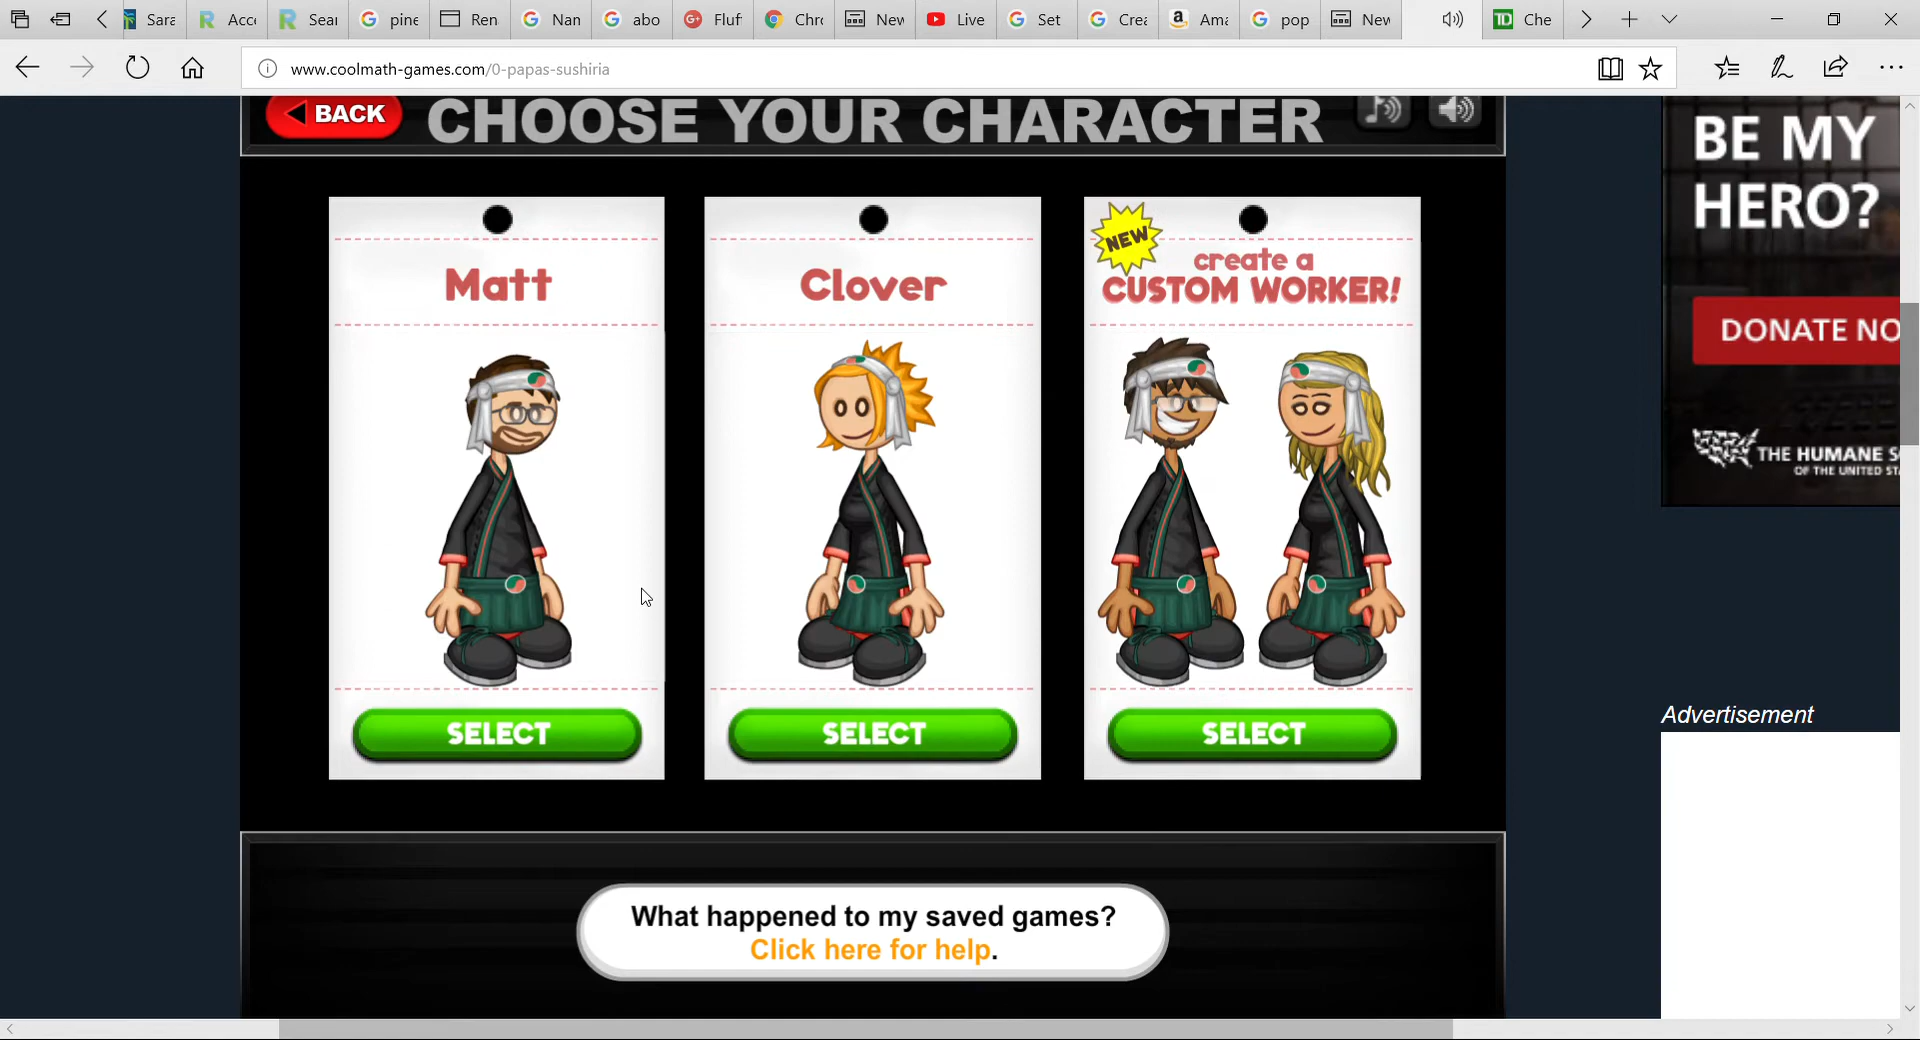 Sara
Acc
Sear
pine
Ren
Nan
abo
Fluf
Chr
New
Live
Set
Crea
Ama
pop
New
TD
Che
www.coolmath-games.com/0-papas-sushiria
BACK
CHOOSE YOUR CHARACTER
BE MY
HERO?
DONATE NO
THE HUMANE S
OF THE UNITED STA
Matt
SELECT
Clover
SELECT
NEW
create a
CUSTOM WORKER!
SELECT
Advertisement
What happened to my saved games?
Click here for help.